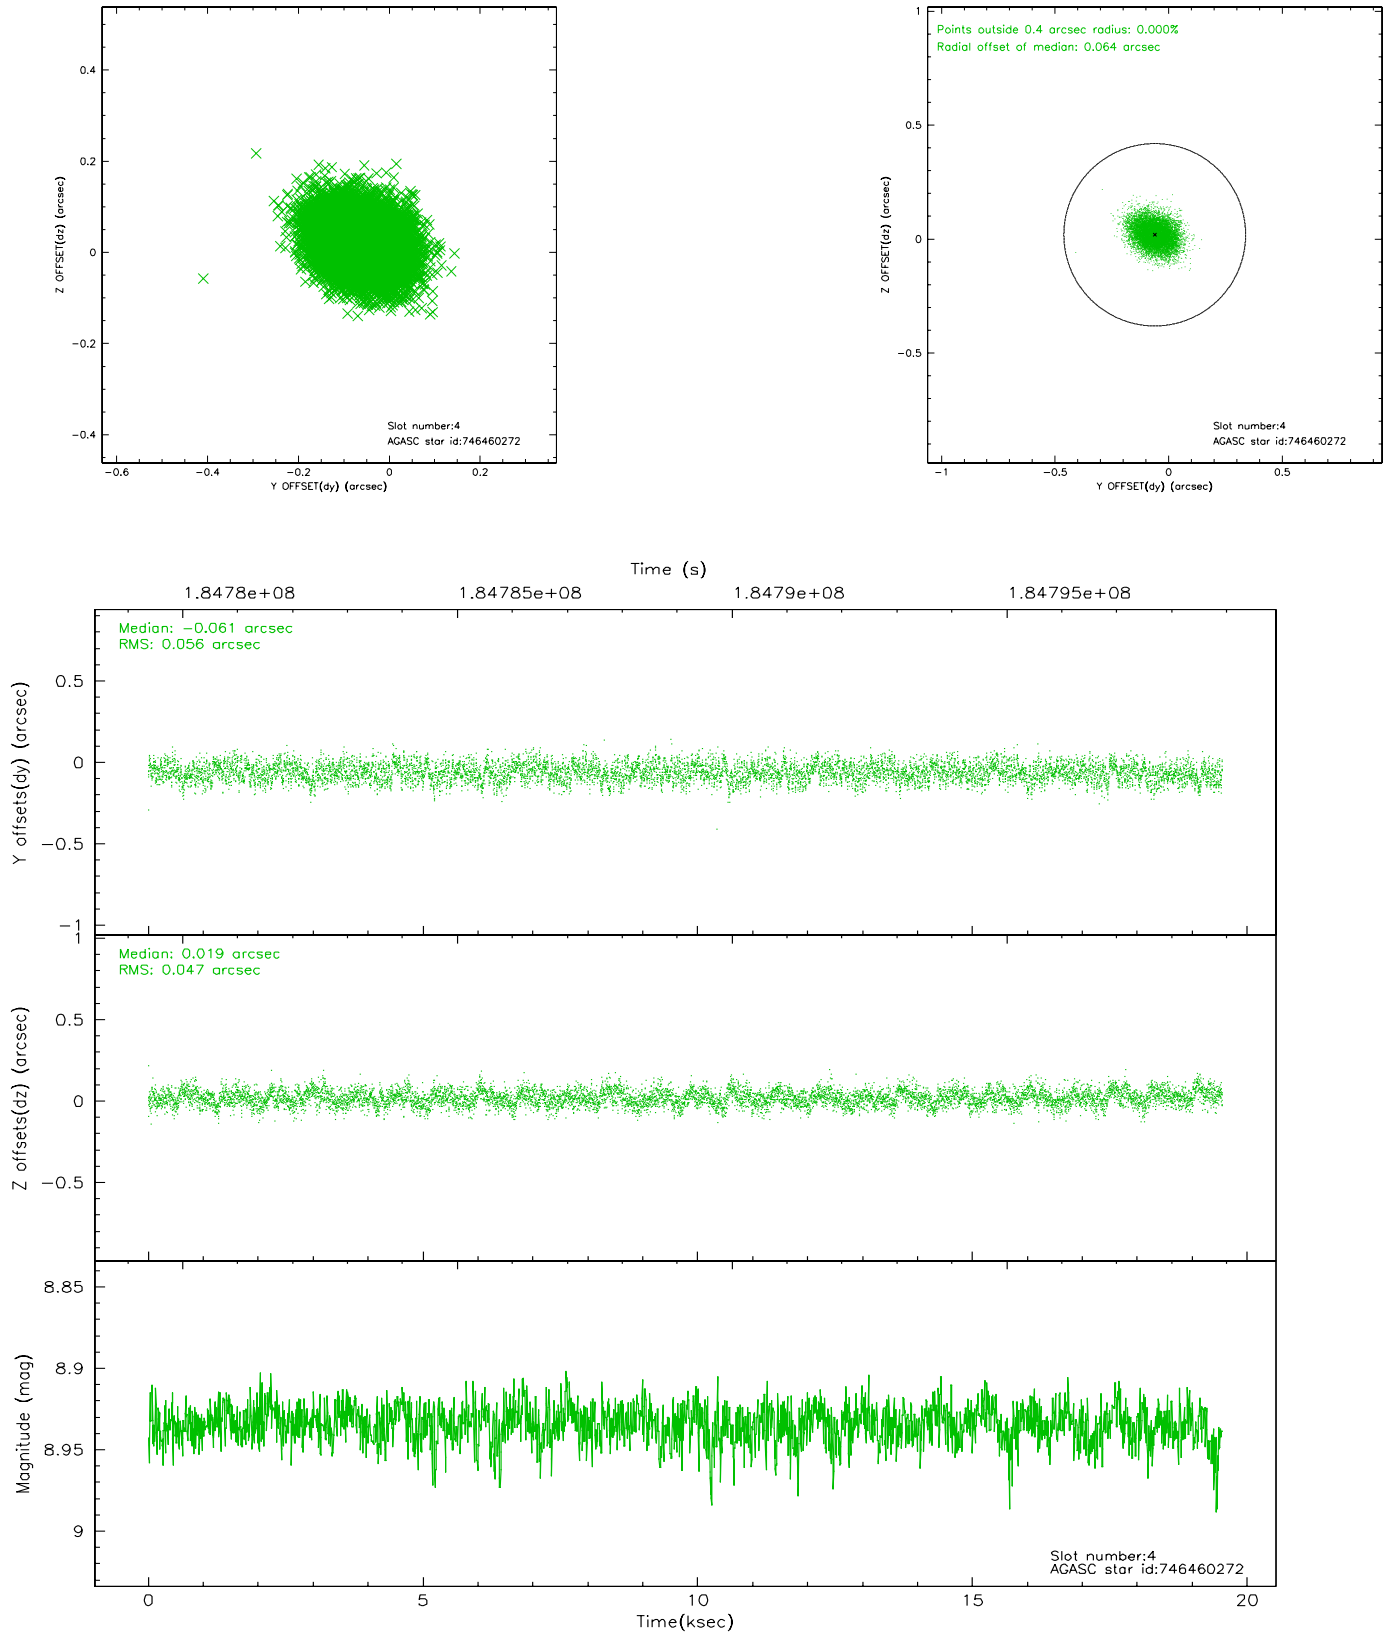 0.4
0.2
0
−0.2
−0.4
Z OFFSET(dz) (arcsec)
Slot number:4
AGASC star id:746460272
−0.6
−0.4
−0.2
0
0.2
Y OFFSET(dy) (arcsec)
Points outside 0.4 arcsec radius: 0.000%
Radial offset of median: 0.064 arcsec
1
0.5
0
−0.5
Z OFFSET(dz) (arcsec)
Slot number:4
AGASC star id:746460272
−1
−0.5
0
0.5
Y OFFSET(dy) (arcsec)
Time (s)
1.8478e+08
1.84785e+08
1.8479e+08
1.84795e+08
Median: −0.061 arcsec
RMS: 0.056 arcsec
0.5
0
−0.5
−1
Y offsets(dy) (arcsec)
Median: 0.019 arcsec
RMS: 0.047 arcsec
1
0.5
0
−0.5
Z offsets(dz) (arcsec)
8.85
8.9
8.95
9
Magnitude (mag)
Slot number:4
AGASC star id:746460272
0
5
10
15
20
Time(ksec)